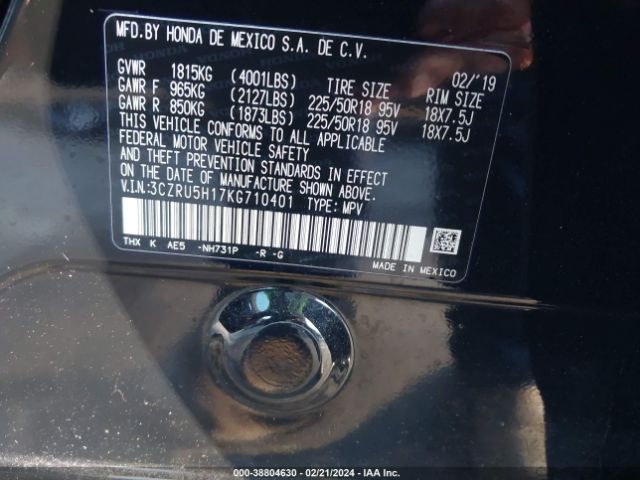 MFD.BY HONDA DE MEXICO S.A. DE C.V.
02/'19
GVWR 1815KG (4001LBS) TIRE SIZE RIM SIZE
GAWR F 965KG (2127LBS) 225/50R18 95V 18X7.5J
GAWR R 850KG (1873LBS) 225/50R18 95V 18X7.5J
THIS VEHICLE CONFORMS TO ALL APPLICABLE
FEDERAL MOTOR VEHICLE SAFETY
AND THEFT PREVENTION STANDARDS IN EFFECT
ON THE DATE OF MANUFACTURE SHOWN ABOVE.
V.I.N:3CZRU5H17KG710401 TYPE: MPV
THX K AE5 -NH731P -R -G
MADE IN MEXICO
000-38804630 - 02/21/2024 - IAA Inc.